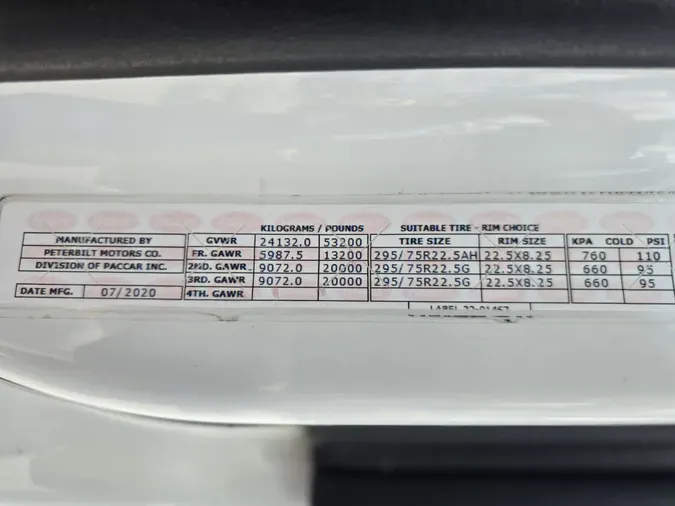 KILOGRAMS / POUNDS SUITABLE TIRE - RIM CHOICE
MANUFACTURED BY GVWR 24132.0 53200 TIRE SIZE RIM SIZE KPA COLD PSI
PETERBILT MOTORS CO. FR. GAWR 5987.5 13200 295/75R22.5AH 22.5X8.25 760 110
DIVISION OF PACCAR INC. 2ND. GAWR 9072.0 20000 295/75R22.5G 22.5X8.25 660 95
3RD. GAWR 9072.0 20000 295/75R22.5G 22.5X8.25 660 95
DATE MFG. 07/2020 4TH. GAWR
LABEL 22-01467